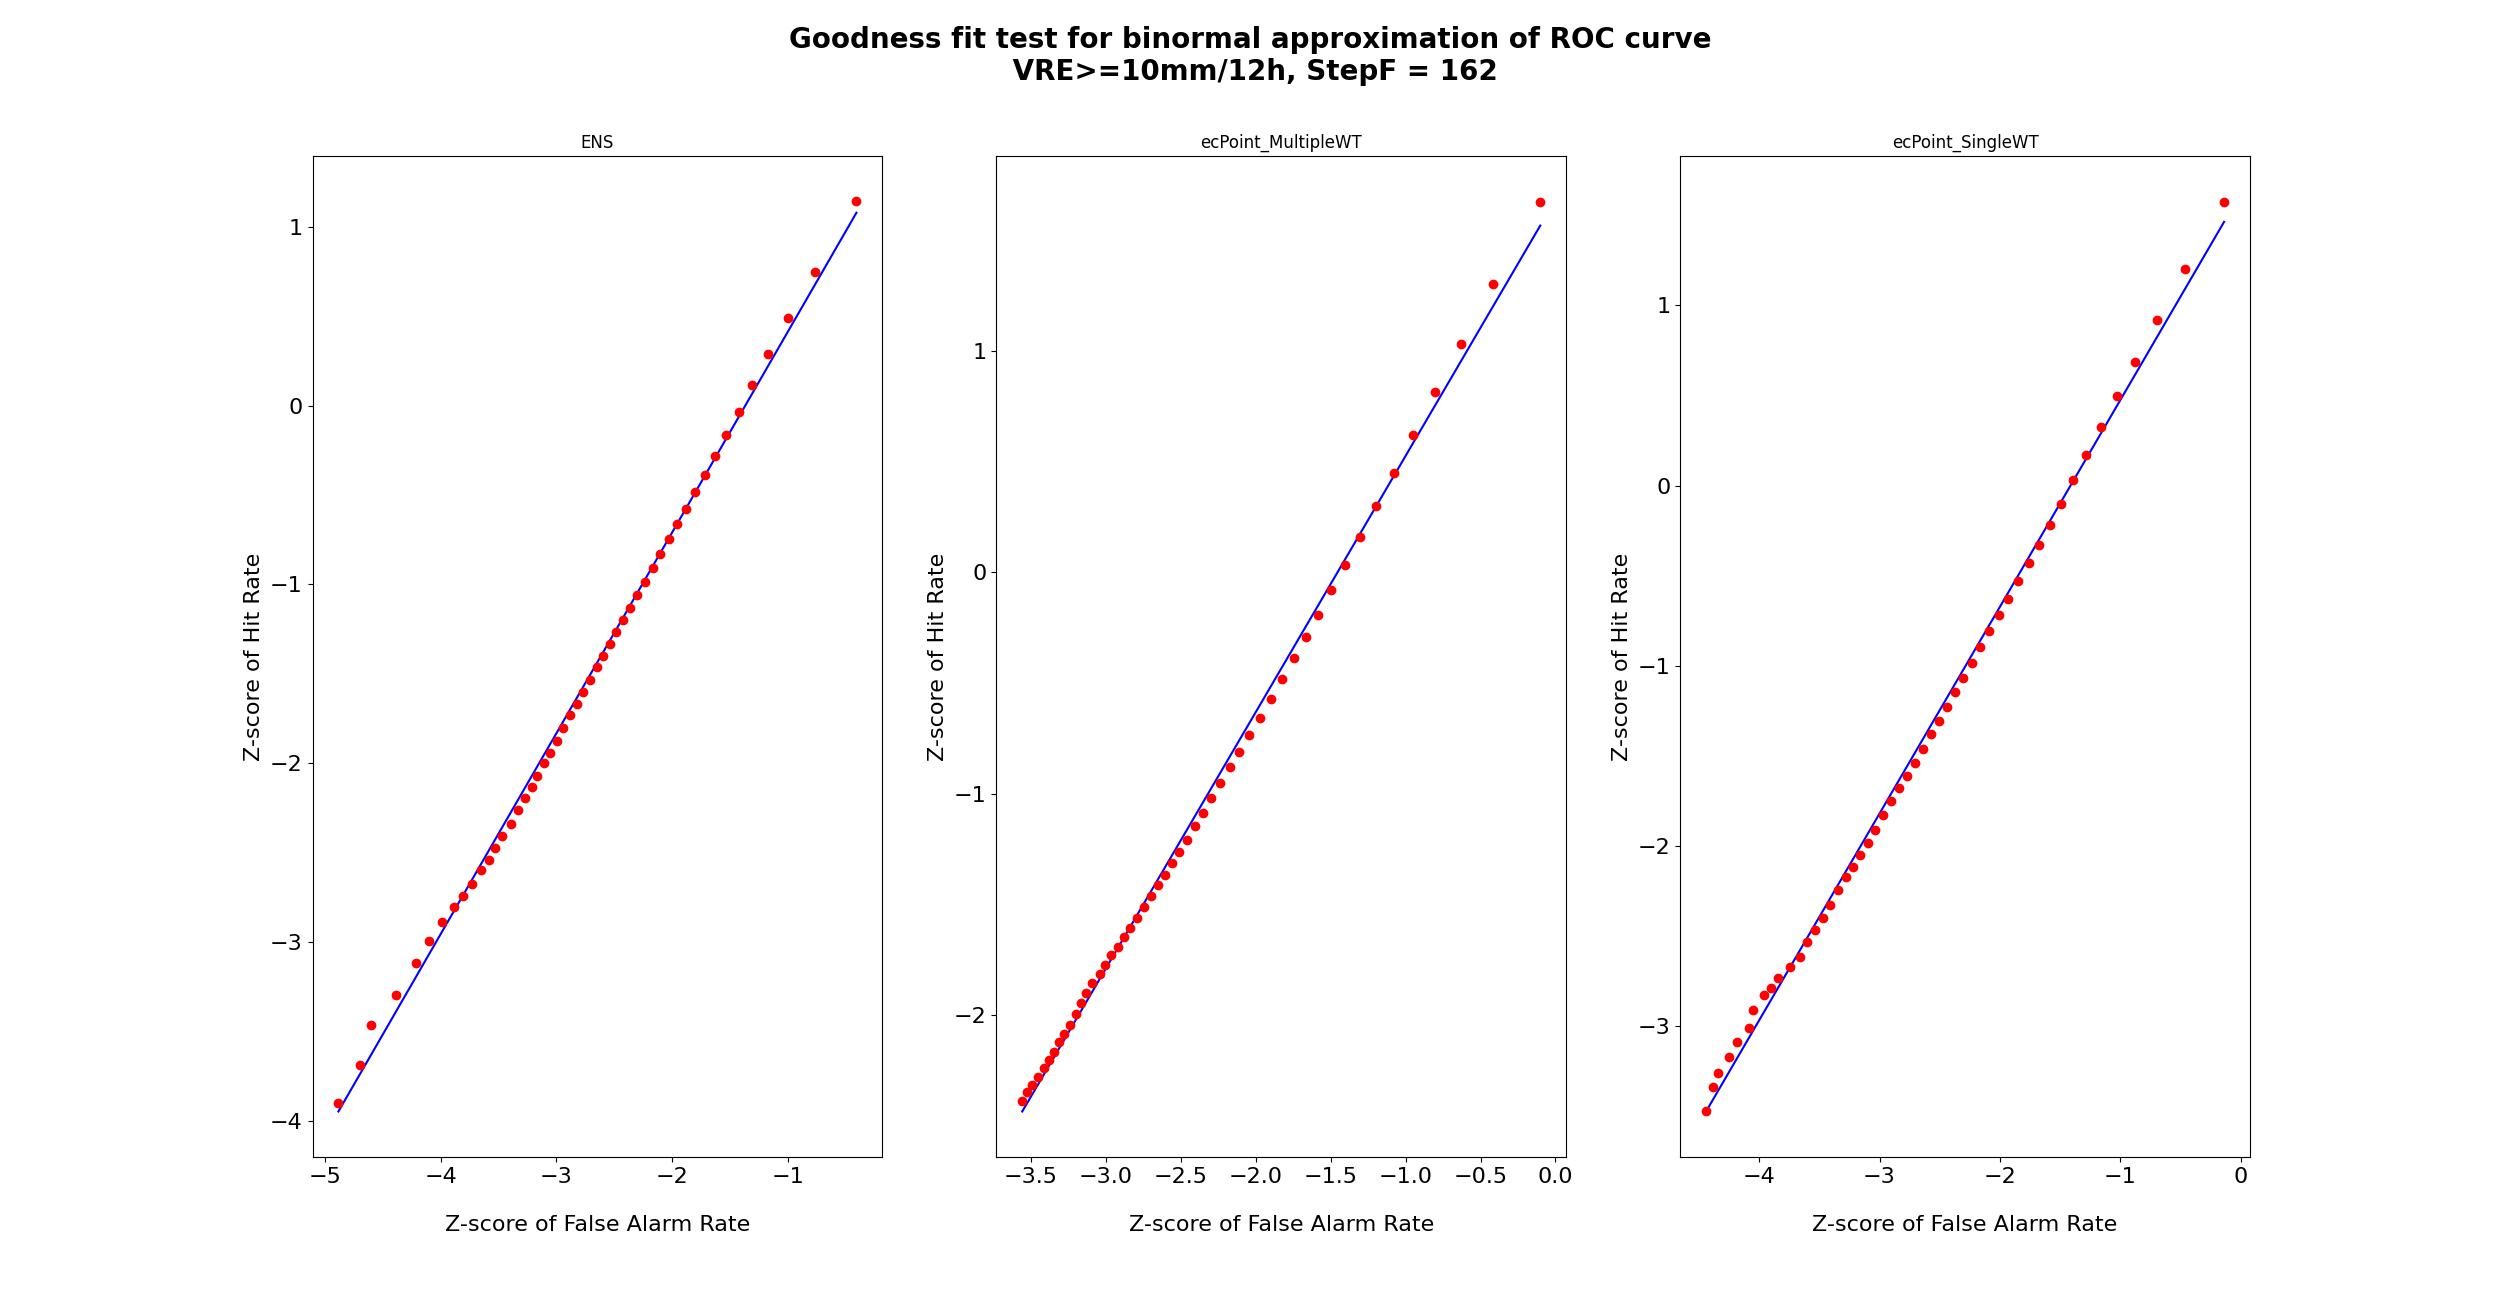 Goodness fit test for binormal approximation of ROC curve
VRE>=10mm/12h, StepF = 162
ENS
1
0
−1
−2
−3
−4
Z-score of Hit Rate
−5 −4 −3 −2 −1
Z-score of False Alarm Rate
ecPoint_MultipleWT
1
0
−1
−2
Z-score of Hit Rate
−3.5 −3.0 −2.5 −2.0 −1.5 −1.0 −0.5 0.0
Z-score of False Alarm Rate
ecPoint_SingleWT
1
0
−1
−2
−3
Z-score of Hit Rate
−4 −3 −2 −1 0
Z-score of False Alarm Rate